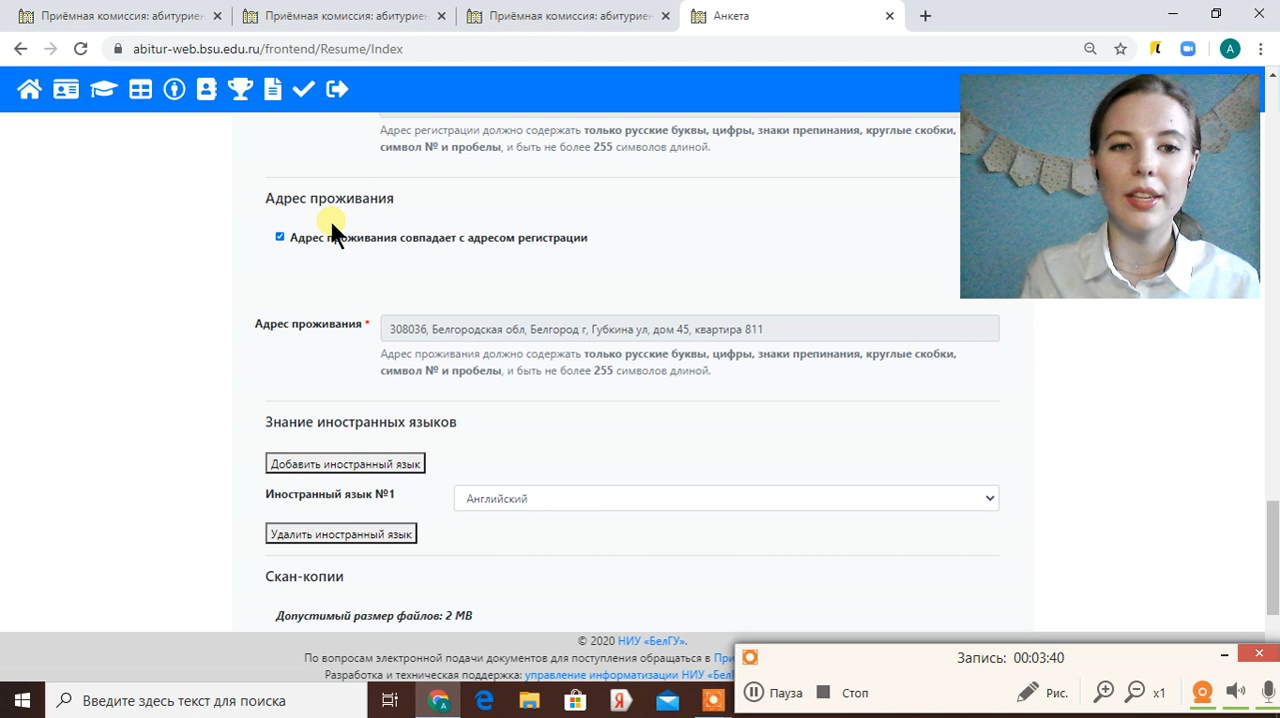 Приёмная комиссия: абитуриен
Приёмная комиссия: абитуриен
Приёмная комиссия: абитуриен
Анкета
abitur-web.bsu.edu.ru/frontend/Resume/Index
A
Адрес регистрации должно содержать только русские буквы, цифры, знаки препинания, круглые скобки,
символ № и пробелы, и быть не более 255 символов длиной.
Адрес проживания
Адрес проживания совпадает с адресом регистрации
Адрес проживания *
308036, Белгородская обл, Белгород г, Губкина ул, дом 45, квартира 811
Адрес проживания должно содержать только русские буквы, цифры, знаки препинания, круглые скобки,
символ № и пробелы, и быть не более 255 символов длиной.
Знание иностранных языков
Добавить иностранный язык
Иностранный язык №1
Английский
Удалить иностранный язык
Скан-копии
Допустимый размер файлов: 2 MB
© 2020 НИУ «БелГУ».
По вопросам электронной подачи документов для поступления обращаться в При
Разработка и техническая поддержка: управление информатизации НИУ «Бел
Запись: 00:03:40
Пауза
Стоп
Рис.
x1
Введите здесь текст для поиска